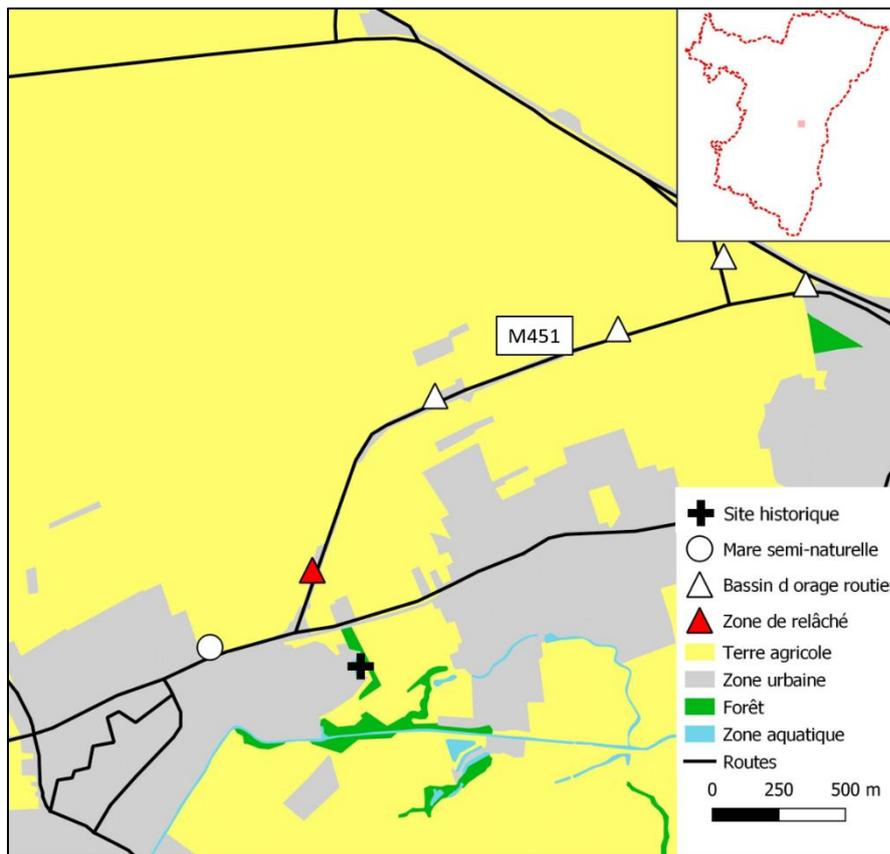 M451
Site historique
Mare semi-naturelle
Bassin d orage routie
Zone de relâché
Terre agricole
Zone urbaine
Forêt
Zone aquatique
Routes
0 250 500 m